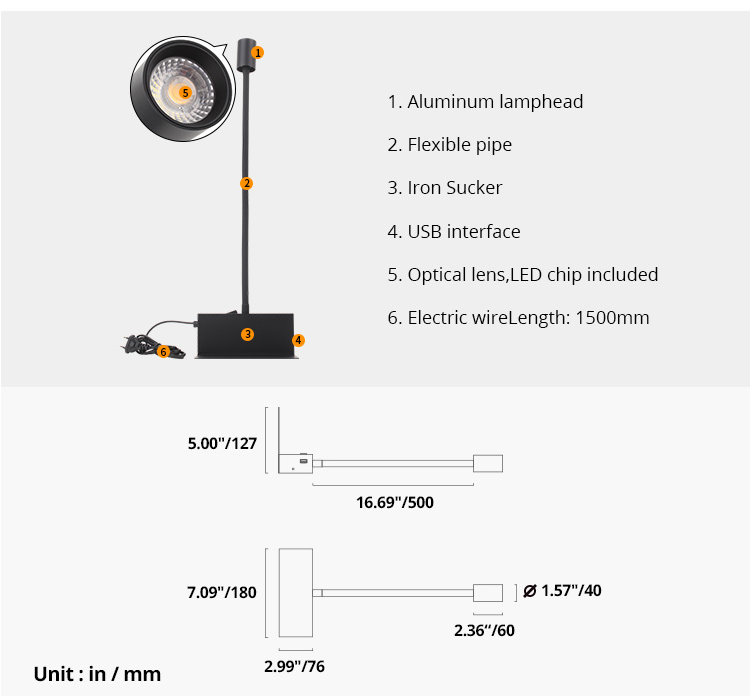 1
5
2
3
4
6
1. Aluminum lamphead
2. Flexible pipe
3. Iron Sucker
4. USB interface
5. Optical lens,LED chip included
6. Electric wireLength: 1500mm
5.00"/127
16.69"/500
7.09"/180
Ø 1.57"/40
2.36“/60
2.99"/76
Unit : in / mm